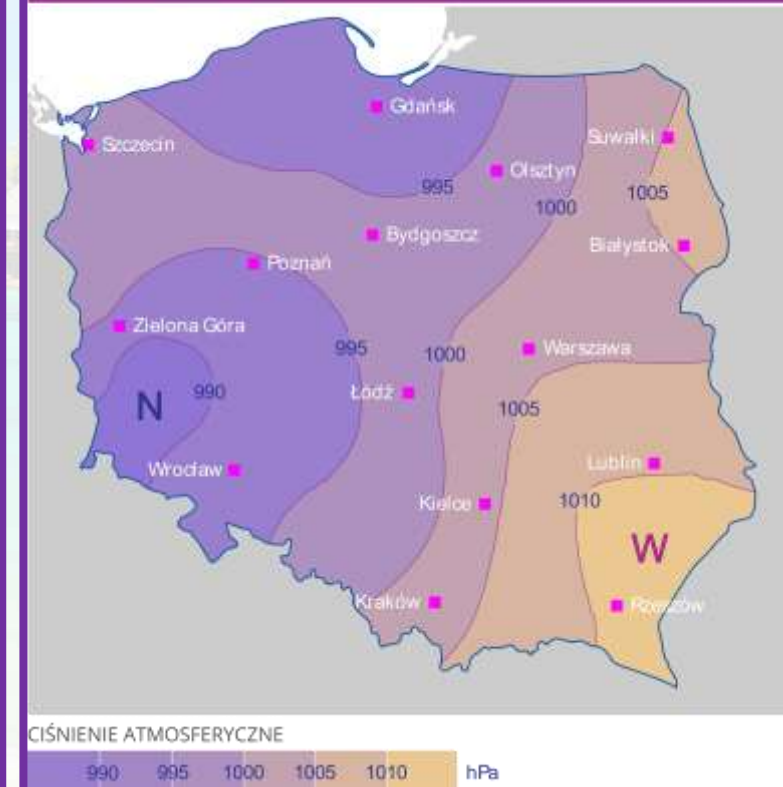 Gdańsk
Szczecin
Suwałki
Olsztyn
995
1005
1000
Bydgoszcz
Białystok
Poznań
Zielona Góra
995
1000
Warszawa
N
990
Łódź
1005
Wrocław
Lublin
Kielce
1010
W
Kraków
Rzeszów
CIŚNIENIE ATMOSFERYCZNE
990 995 1000 1005 1010 hPa